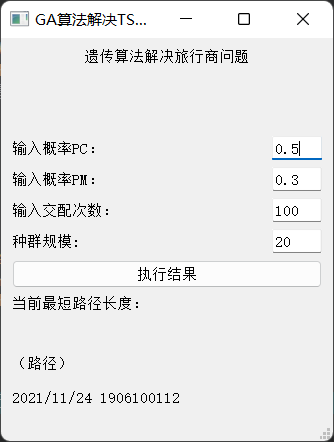 GA算法解决TS...
遗传算法解决旅行商问题
输入概率PC： 0.5
输入概率PM： 0.3
输入交配次数： 100
种群规模： 20
执行结果
当前最短路径长度：
（路径）
2021/11/24 1906100112